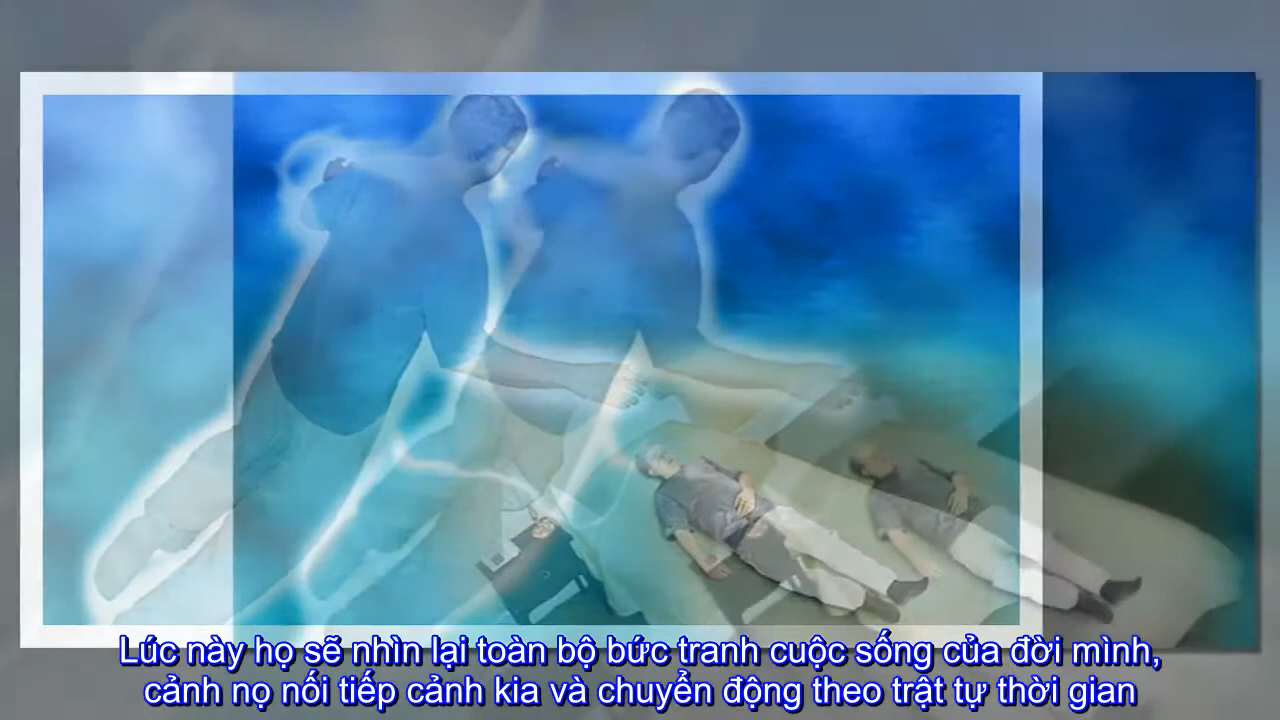 Lúc này họ sẽ nhìn lại toàn bộ bức tranh cuộc sống của đời mình,
cảnh nọ nối tiếp cảnh kia và chuyển động theo trật tự thời gian